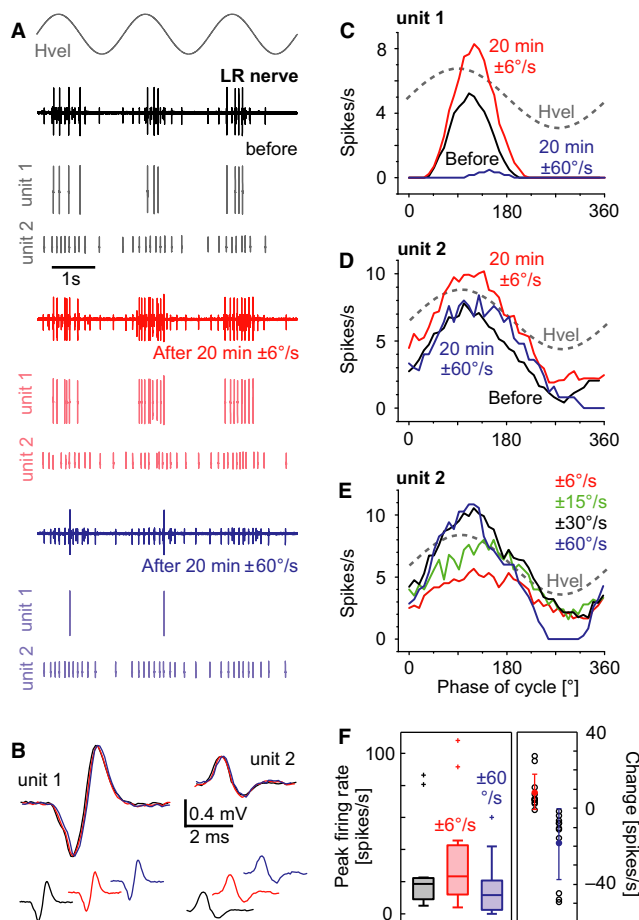 A
Hvel
LR nerve
before
unit 1
unit 2
1s
After 20 min ±6°/s
unit 1
unit 2
After 20 min ±60°/s
unit 1
unit 2
B
unit 1
unit 2
0.4 mV
2 ms
unit 1
C
20 min
±6°/s
8
Hvel
Spikes/s
4
Before
20 min
±60°/s
0
0
180
360
D
unit 2
20 min
±6°/s
10
Spikes/s
5
Hvel
20 min
±60°/s
Before
0
0
180
360
E
unit 2
±6°/s
±15°/s
±30°/s
±60°/s
10
Spikes/s
5
Hvel
0
0
180
360
Phase of cycle [°]
F
100
50
0
Peak firing rate
[spikes/s]
±6°/s
±60
°/s
40
0
-40
Change [spikes/s]